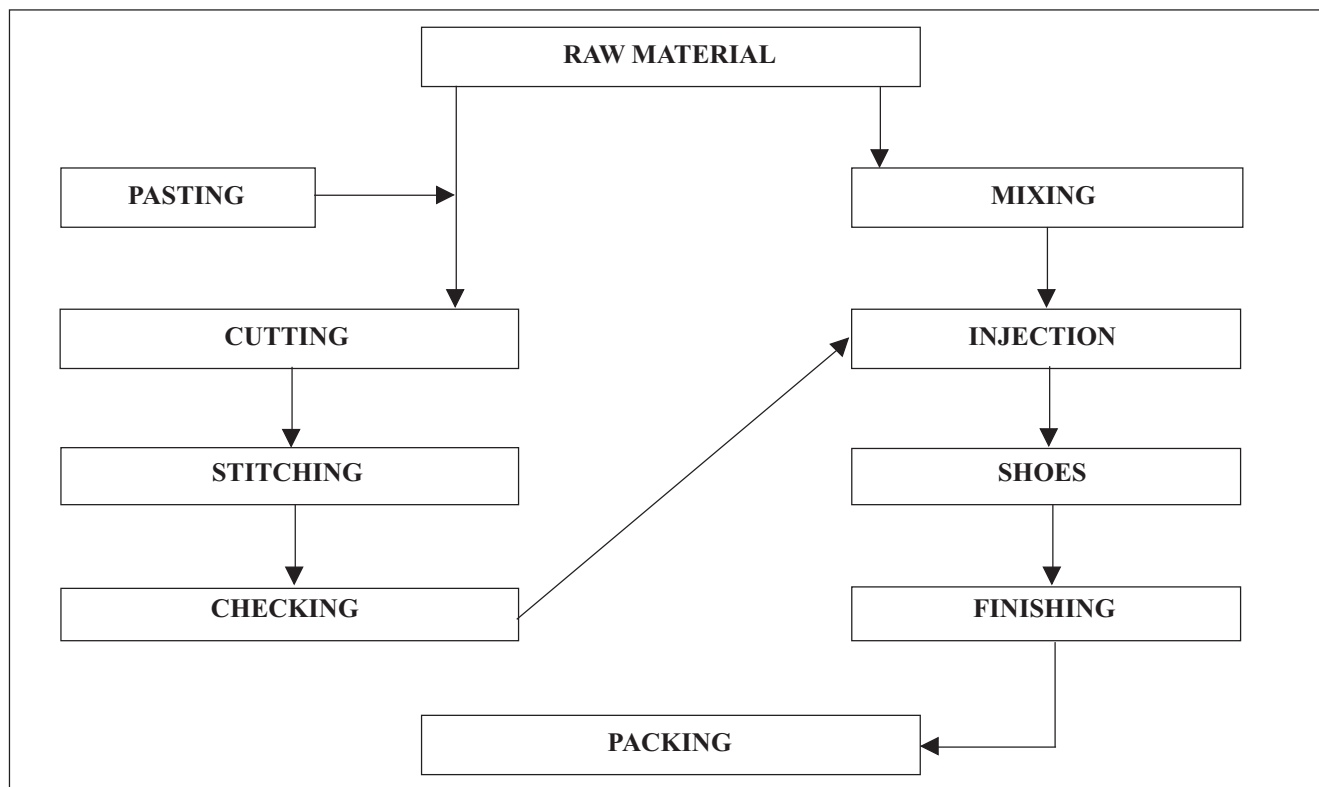 RAW MATERIAL
PASTING
MIXING
CUTTING
INJECTION
STITCHING
SHOES
CHECKING
FINISHING
PACKING